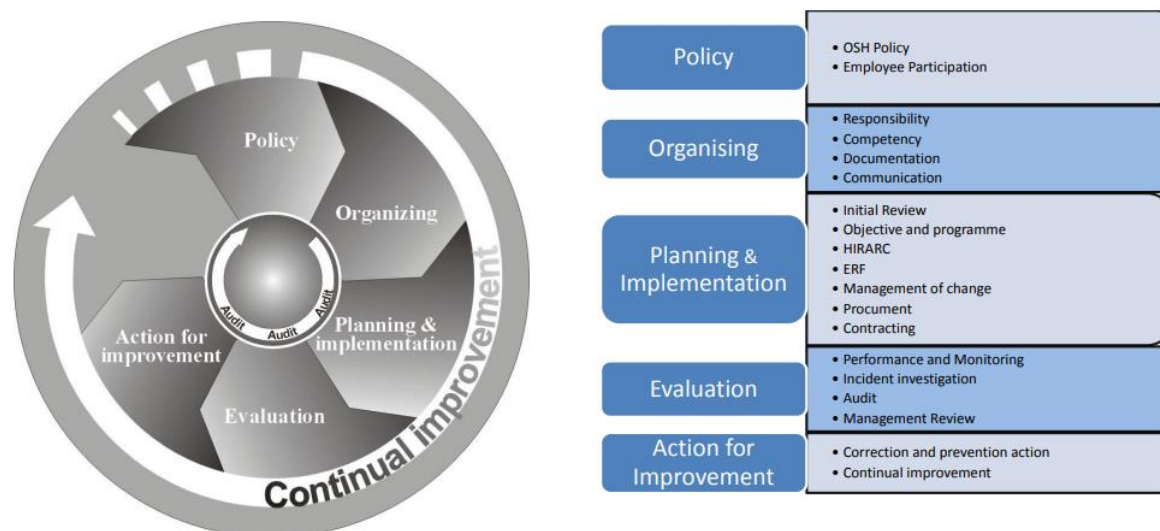 Policy
Organizing
Planning &
implementation
Evaluation
Action for
improvement
Audit
Audit
Audit
Continual improvement
Policy
• OSH Policy
• Employee Participation
Organising
• Responsibility
• Competency
• Documentation
• Communication
Planning &
Implementation
• Initial Review
• Objective and programme
• HIRARC
• ERF
• Management of change
• Procument
• Contracting
Evaluation
• Performance and Monitoring
• Incident investigation
• Audit
• Management Review
Action for
Improvement
• Correction and prevention action
• Continual improvement